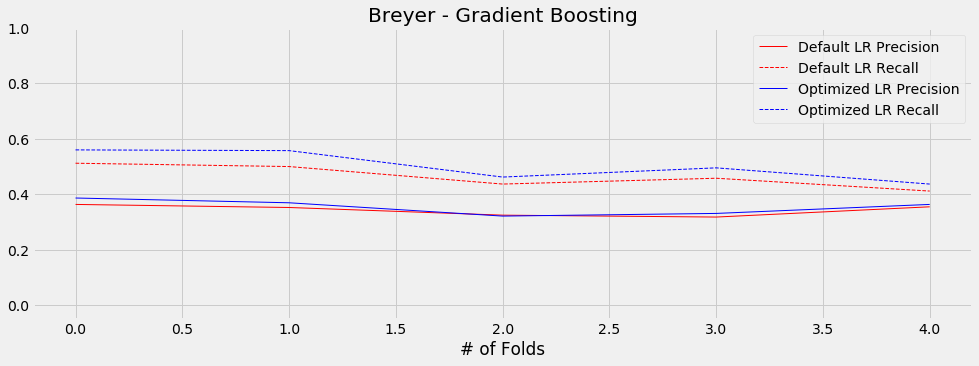 Breyer - Gradient Boosting
1.0
0.8
0.6
0.4
0.2
0.0
Default LR Precision
Default LR Recall
Optimized LR Precision
Optimized LR Recall
0.0 0.5 1.0 1.5 2.0 2.5 3.0 3.5 4.0
# of Folds